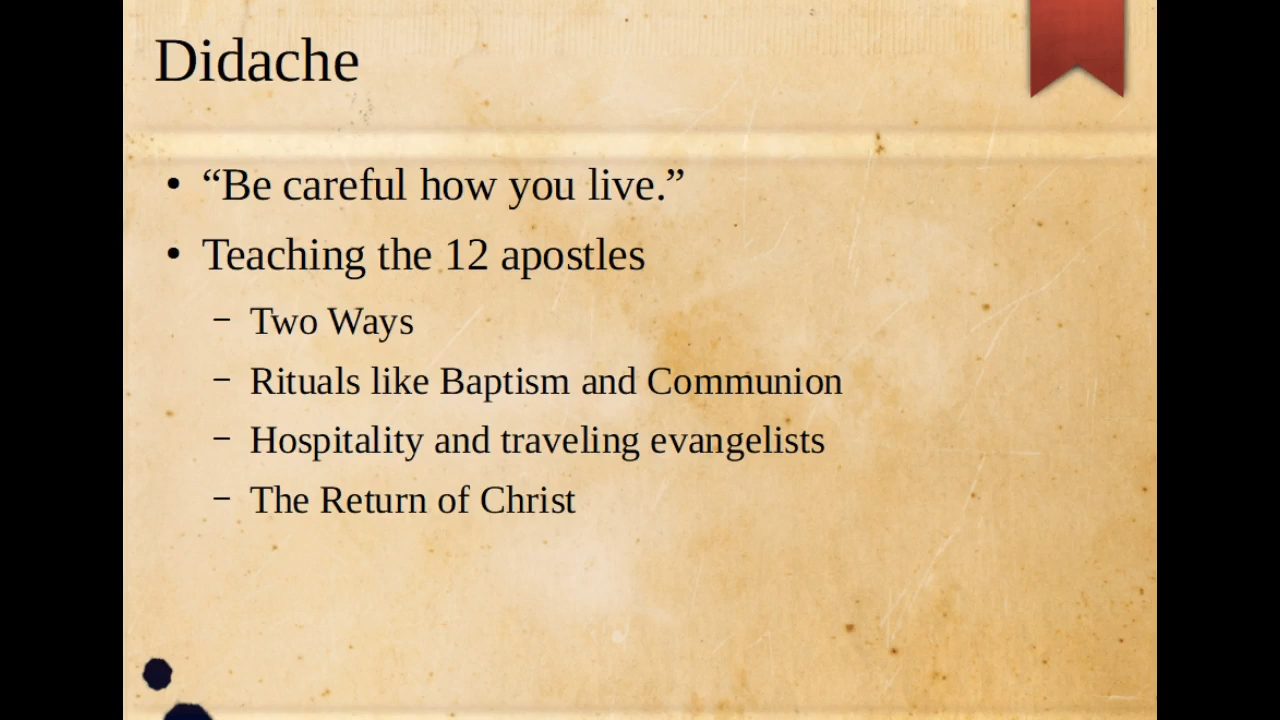 Didache
• “Be careful how you live.”
• Teaching the 12 apostles
– Two Ways
– Rituals like Baptism and Communion
– Hospitality and traveling evangelists
– The Return of Christ